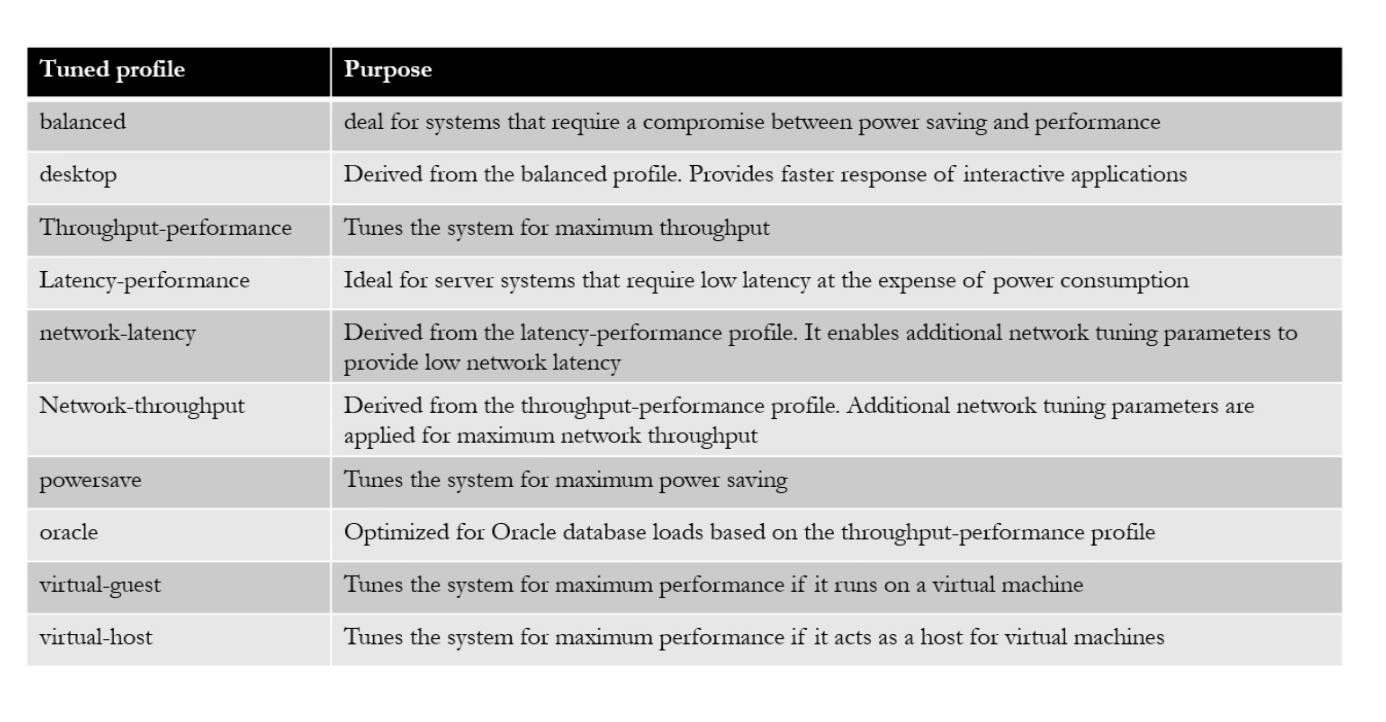 Tuned profile Purpose
balanced deal for systems that require a compromise between power saving and performance
desktop Derived from the balanced profile. Provides faster response of interactive applications
Throughput-performance Tunes the system for maximum throughput
Latency-performance Ideal for server systems that require low latency at the expense of power consumption
network-latency Derived from the latency-performance profile. It enables additional network tuning parameters to
provide low network latency
Network-throughput Derived from the throughput-performance profile. Additional network tuning parameters are
applied for maximum network throughput
powersave Tunes the system for maximum power saving
oracle Optimized for Oracle database loads based on the throughput-performance profile
virtual-guest Tunes the system for maximum performance if it runs on a virtual machine
virtual-host Tunes the system for maximum performance if it acts as a host for virtual machines